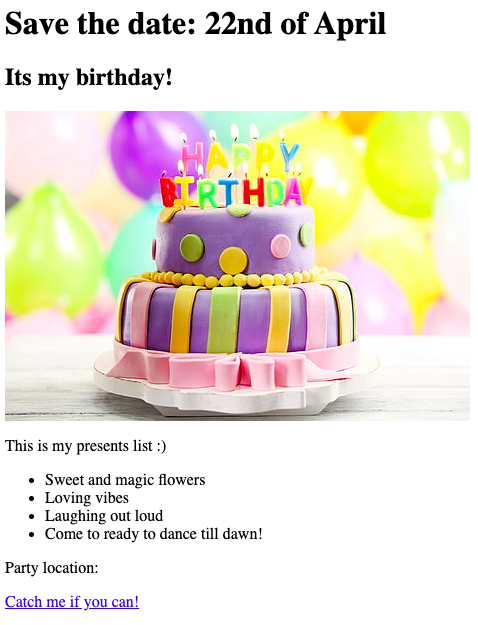 Save the date: 22nd of April
Its my birthday!
HAPPY
BIRTHDAY
This is my presents list :)
Sweet and magic flowers
Loving vibes
Laughing out loud
Come to ready to dance till dawn!
Party location:
Catch me if you can!